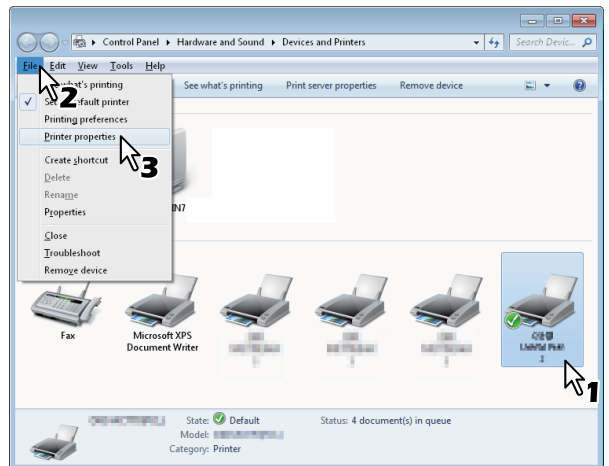 Control Panel ▸ Hardware and Sound ▸ Devices and Printers
Search Devic...
File Edit View Tools Help
what's printing
2
Set default printer
Printing preferences
Printer properties
3
Create shortcut
Delete
Rename
Properties
Close
Troubleshoot
Remove device
See what's printing Print server properties Remove device
IN7
Fax
Microsoft XPS
Document Writer
1
State: Default Status: 4 document(s) in queue
Model:
Category: Printer